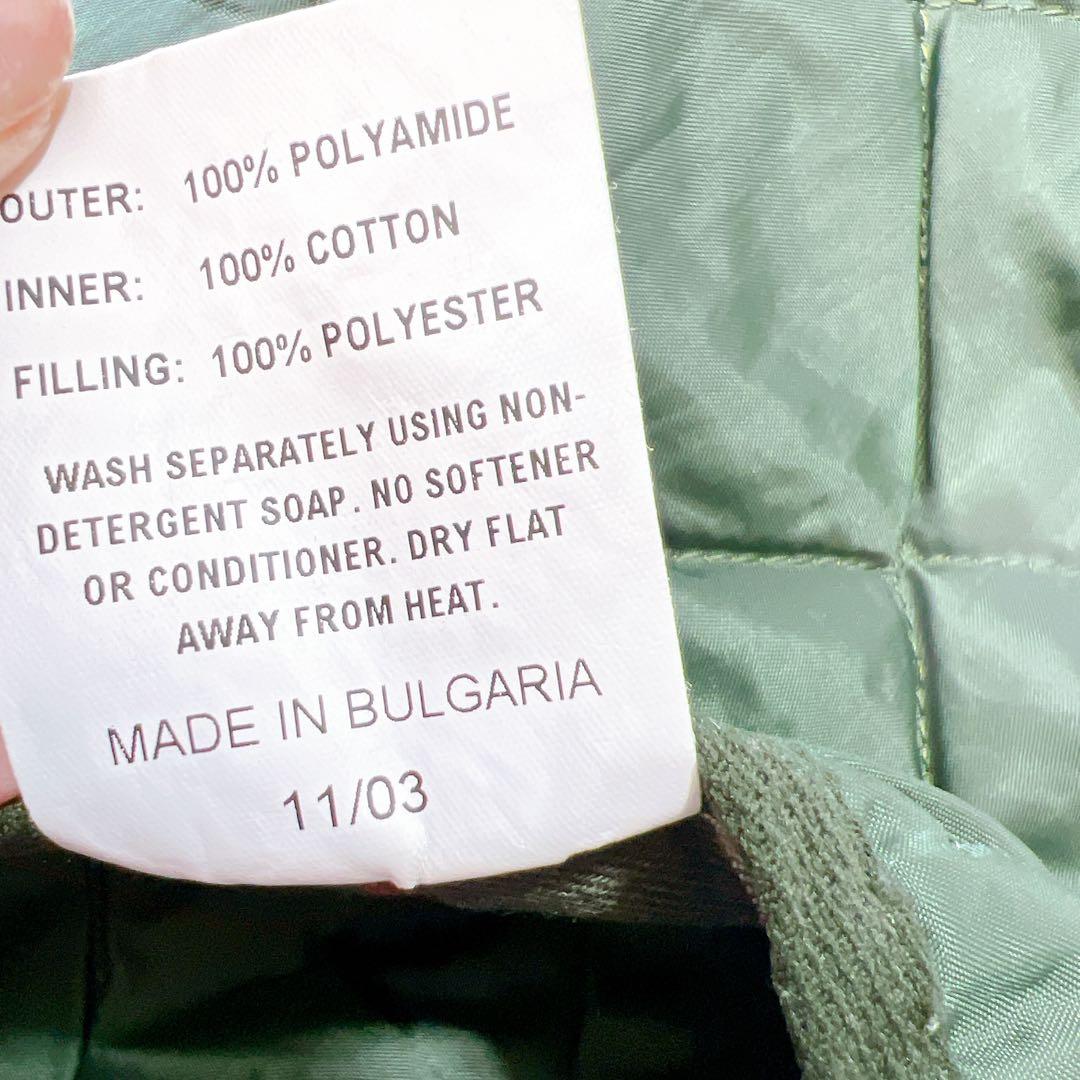 OUTER: 100% POLYAMIDE
INNER: 100% COTTON
FILLING: 100% POLYESTER
WASH SEPARATELY USING NON-
DETERGENT SOAP. NO SOFTENER
OR CONDITIONER. DRY FLAT
AWAY FROM HEAT.
MADE IN BULGARIA
11/03